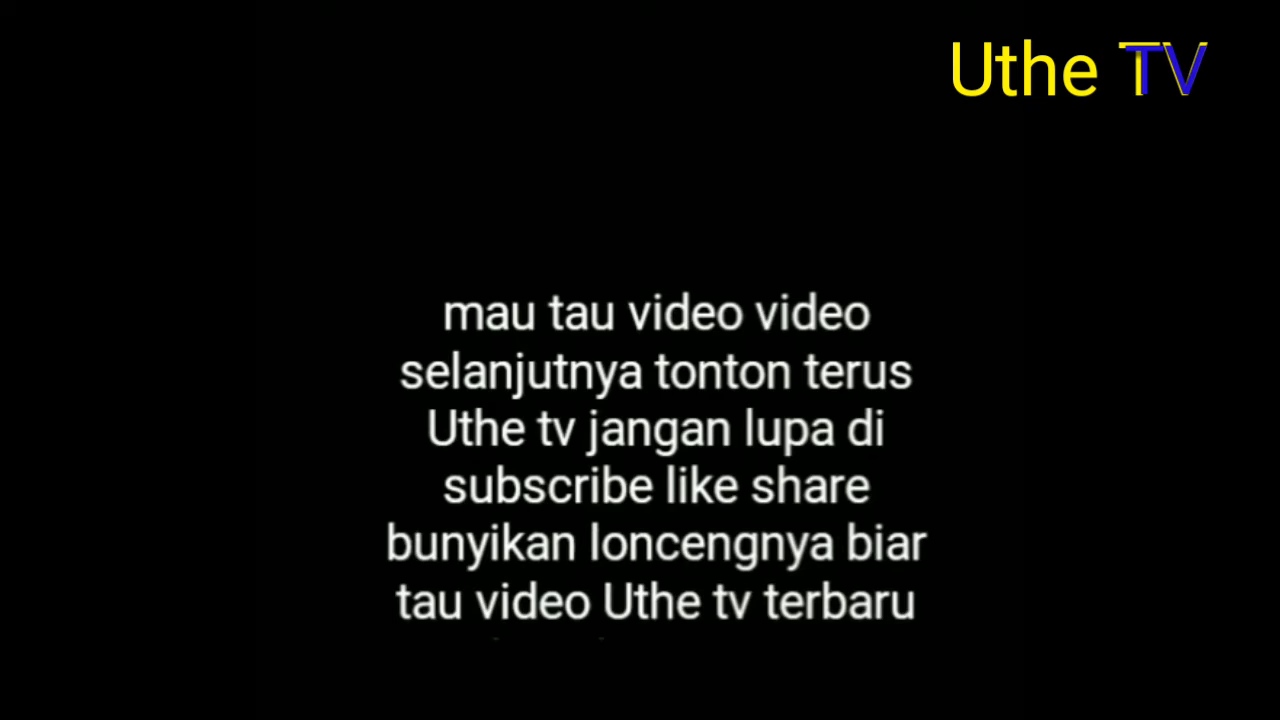 Uthe TV
mau tau video video
selanjutnya tonton terus
Uthe tv jangan lupa di
subscribe like share
bunyikan loncengnya biar
tau video Uthe tv terbaru